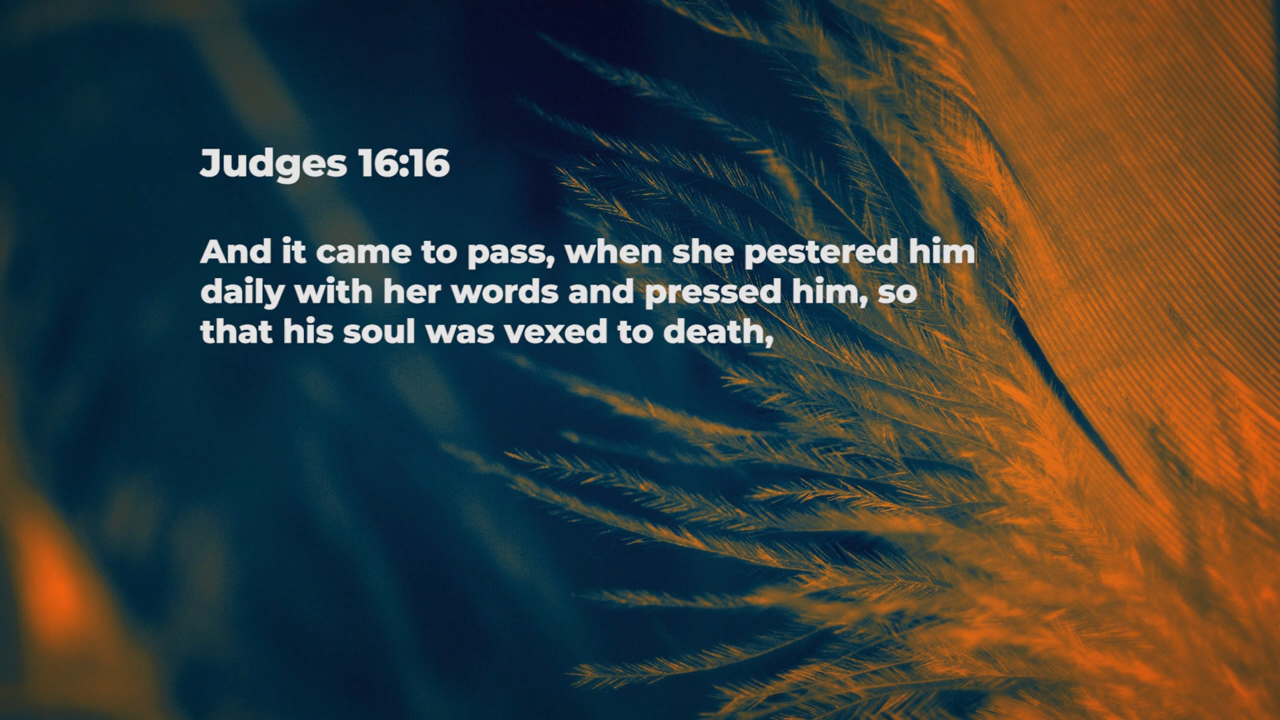 Judges 16:16
And it came to pass, when she pestered him
daily with her words and pressed him, so
that his soul was vexed to death,